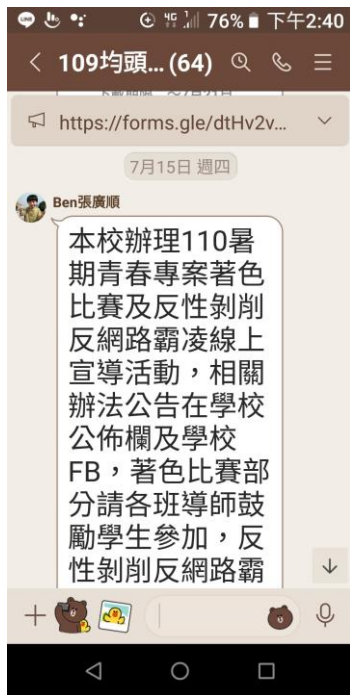 76% 下午2:40
109均頭...(64)
https://forms.gle/dtHv2v...
7月15日 週四
Ben張廣順
本校辦理110暑
期青春專案著色
比賽及反性剝削
反網路霸凌線上
宣導活動，相關
辦法公告在學校
公佈欄及學校
FB，著色比賽部
分請各班導師鼓
勵學生參加，反
性剝削反網路霸